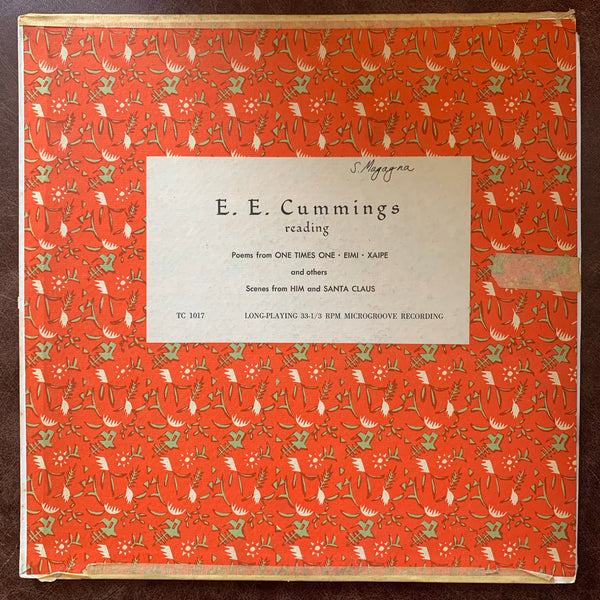 S. Magagna
E. E. Cummings
reading
Poems from ONE TIMES ONE · EIMI · XAIPE
and others
Scenes from HIM and SANTA CLAUS
TC 1017 LONG-PLAYING 33-1/3 RPM MICROGROOVE RECORDING